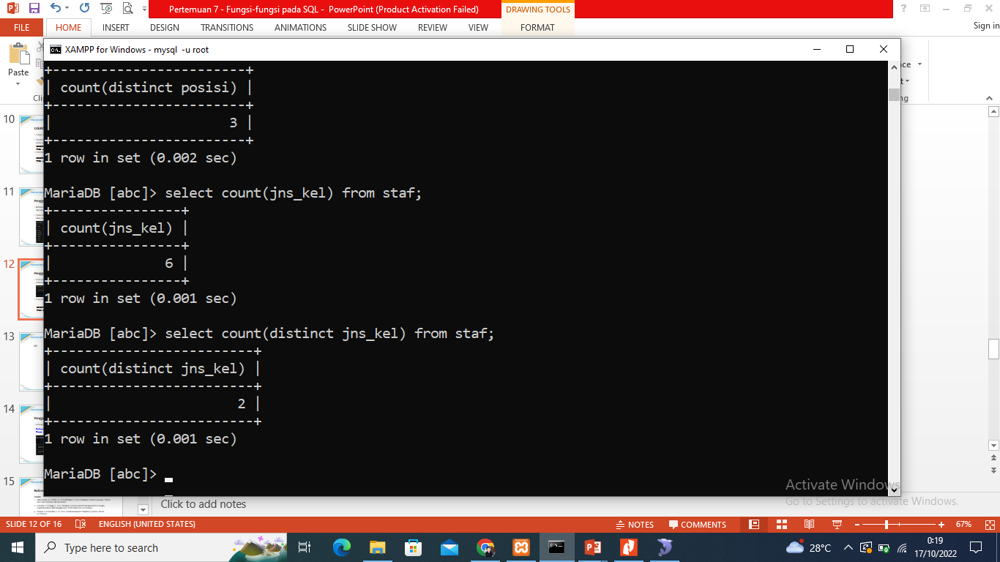 Pertemuan 7 - Fungsi-fungsi pada SQL - PowerPoint (Product Activation Failed)
DRAWING TOOLS
FILE HOME INSERT DESIGN TRANSITIONS ANIMATIONS SLIDE SHOW REVIEW VIEW FORMAT Sign in
XAMPP for Windows - mysql -u root
Paste
+------------------------+
| count(distinct posisi) |
+------------------------+
| 3 |
+------------------------+
1 row in set (0.002 sec)
MariaDB [abc]> select count(jns_kel) from staf;
+----------------+
| count(jns_kel) |
+----------------+
| 6 |
+----------------+
1 row in set (0.001 sec)
MariaDB [abc]> select count(distinct jns_kel) from staf;
+-------------------------+
| count(distinct jns_kel) |
+-------------------------+
| 2 |
+-------------------------+
1 row in set (0.001 sec)
MariaDB [abc]>
10
11
12
13
14
15
Activate Windows
Go to Settings to activate Windows.
Click to add notes
SLIDE 12 OF 16 ENGLISH (UNITED STATES) NOTES COMMENTS 67%
Type here to search
28°C
0:19
17/10/2022